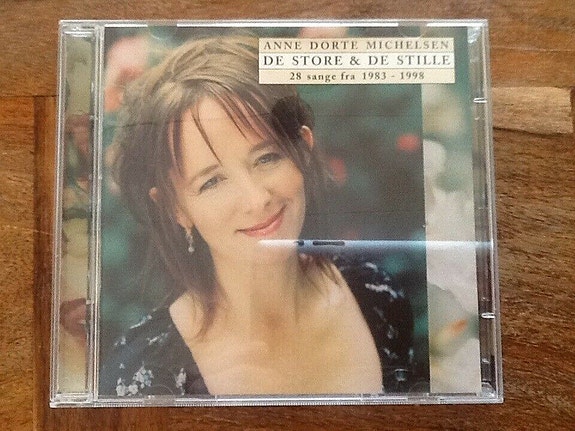 ANNE DORTE MICHELSEN
DE STORE & DE STILLE
28 sange fra 1983 - 1998